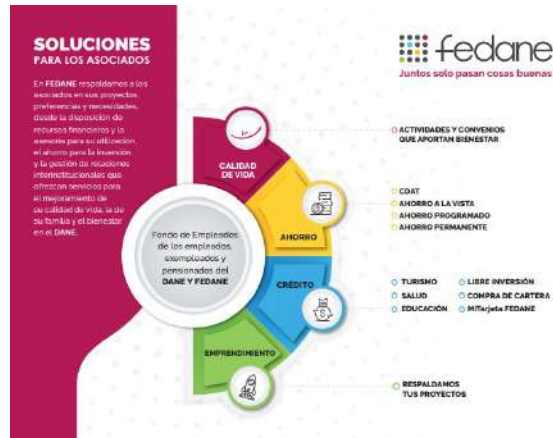 SOLUCIONES
PARA LOS ASOCIADOS
En FEDANE respaldamos a los
asociados en sus proyectos,
preferencias y necesidades,
desde la disposición de
recursos financieros y la
asesoría para su utilización,
el ahorro para la inversión
y la gestión de relaciones
interinstitucionales que
ofrezcan servicios para
el mejoramiento de
su calidad de vida, la de
su familia y el bienestar
en el DANE.
fedane
Juntos solo pasan cosas buenas
CALIDAD
DE VIDA
ACTIVIDADES Y CONVENIOS
QUE APORTAN BIENESTAR
Fondo de Empleados
de los empleados,
exempleados y
pensionados del
DANE Y FEDANE
AHORRO
CDAT
AHORRO A LA VISTA
AHORRO PROGRAMADO
AHORRO PERMANENTE
CRÉDITO
TURISMO
SALUD
EDUCACIÓN
LIBRE INVERSIÓN
COMPRA DE CARTERA
MiTarjeta FEDANE
EMPRENDIMIENTO
RESPALDAMOS
TUS PROYECTOS